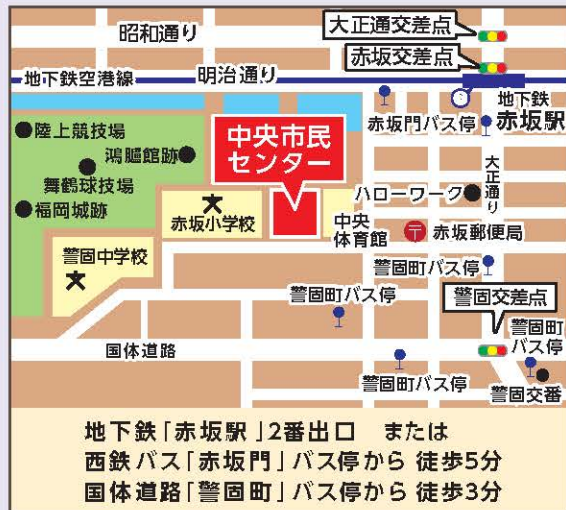 昭和通り
大正通交差点
赤坂交差点
地下鉄空港線
明治通り
地下鉄
赤坂駅
赤坂門バス停
陸上競技場
鴻臚館跡
舞鶴球技場
福岡城跡
中央市民
センター
大正通り
ハローワーク
赤坂小学校
中央
体育館
赤坂郵便局
警固中学校
警固町バス停
警固町バス停
警固交差点
警固町
バス停
国体道路
警固町バス停
警固交番
地下鉄「赤坂駅」2番出口 または
西鉄バス「赤坂門」バス停から 徒歩5分
国体道路「警固町」バス停から 徒歩3分